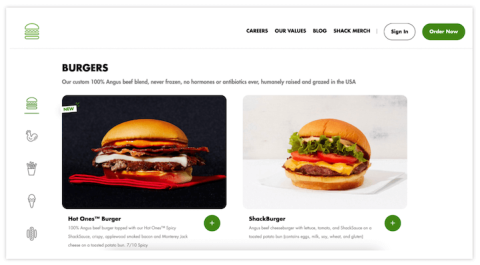 CAREERS OUR VALUES BLOG SHACK MERCH | Sign In Order Now
BURGERS
Our custom 100% Angus beef blend, never frozen, no hormones or antibiotics ever, humanely raised and grazed in the USA
NEW
Hot Ones™ Burger
100% Angus beef burger topped with our Hot Ones™ Spicy
ShackSauce, crispy, applewood smoked bacon and Monterey Jack
cheese on a toasted potato bun. 7/10 Spicy
ShackBurger
Angus beef cheeseburger with lettuce, tomato, and ShackSauce on a
toasted potato bun (contains eggs, milk, soy, wheat, and gluten)